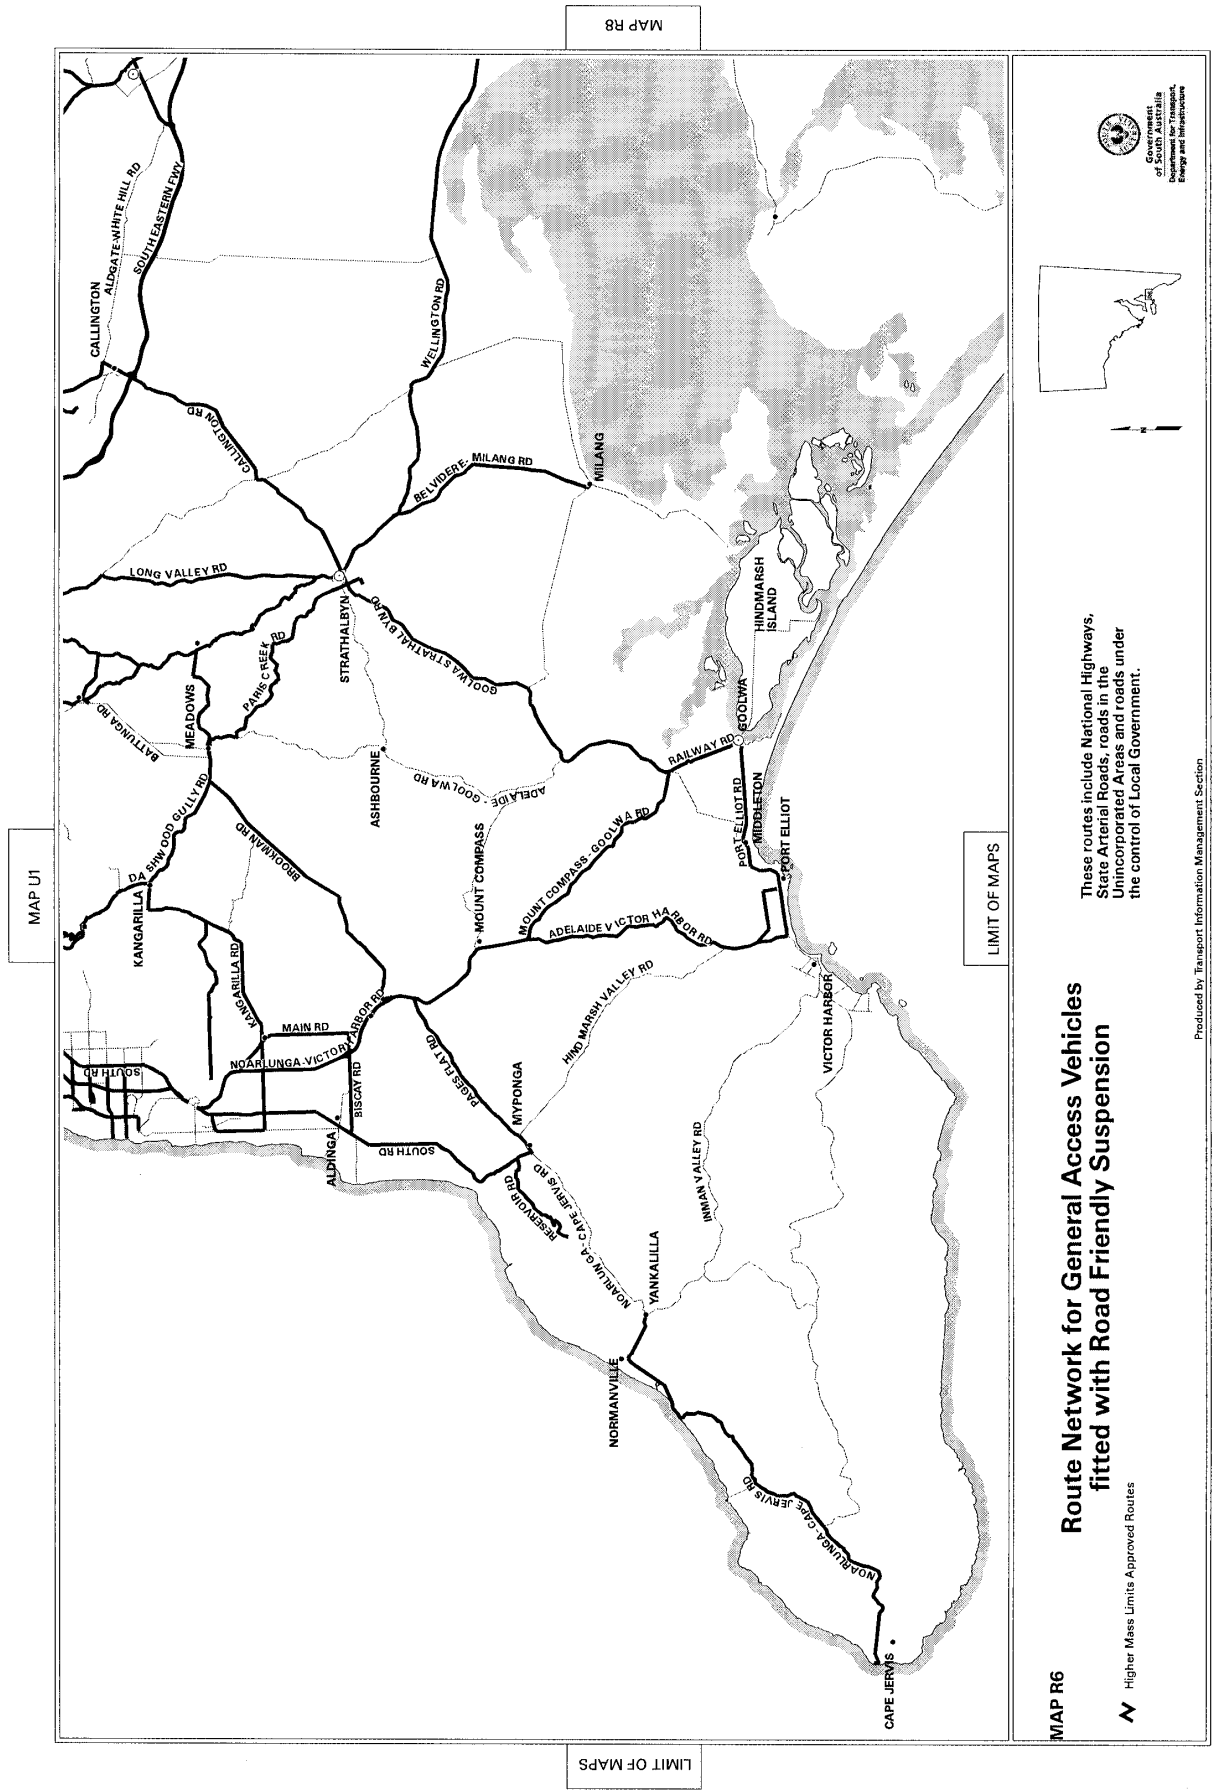 MAP R8
MAP U1
LIMIT OF MAPS
LIMIT OF MAPS
CALLINGTON
ALDGATE-WHITE HILL RD
SOUTH EASTERN FWY
CALLINGTON RD
WELLINGTON RD
BELVIDERE-MILANG RD
MILANG
LONG VALLEY RD
STRATHALBYN
PARIS CREEK RD
MEADOWS
BATTUNGA RD
GOOLWA STRATHALBYN RD
HINDMARSH
ISLAND
GOOLWA
RAILWAY RD
ASHBOURNE
ADELAIDE - GOOLWA RD
DASHWOOD GULLY RD
BROOKMAN RD
KANGARILLA
KANGARILLA RD
MOUNT COMPASS
MOUNT COMPASS - GOOLWA RD
ADELAIDE VICTOR HARBOR RD
PORT ELLIOT RD
MIDDLETON
PORT ELLIOT
MAIN RD
NOARLUNGA-VICTOR HARBOR RD
SOUTH RD
BISCAY RD
ALDINGA
SOUTH RD
PAGES FLAT RD
MYPONGA
HIND MARSH VALLEY RD
VICTOR HARBOR
RESERVOIR RD
NOARLUNGA - CAPE JERVIS RD
INMAN VALLEY RD
YANKALILLA
NORMANVILLE
NOARLUNGA - CAPE JERVIS RD
CAPE JERVIS
MAP R6
Route Network for General Access Vehicles
fitted with Road Friendly Suspension
Higher Mass Limits Approved Routes
These routes include National Highways,
State Arterial Roads, roads in the
Unincorporated Areas and roads under
the control of Local Government.
N
Government
of South Australia
Department for Transport,
Energy and Infrastructure
Produced by Transport Information Management Section